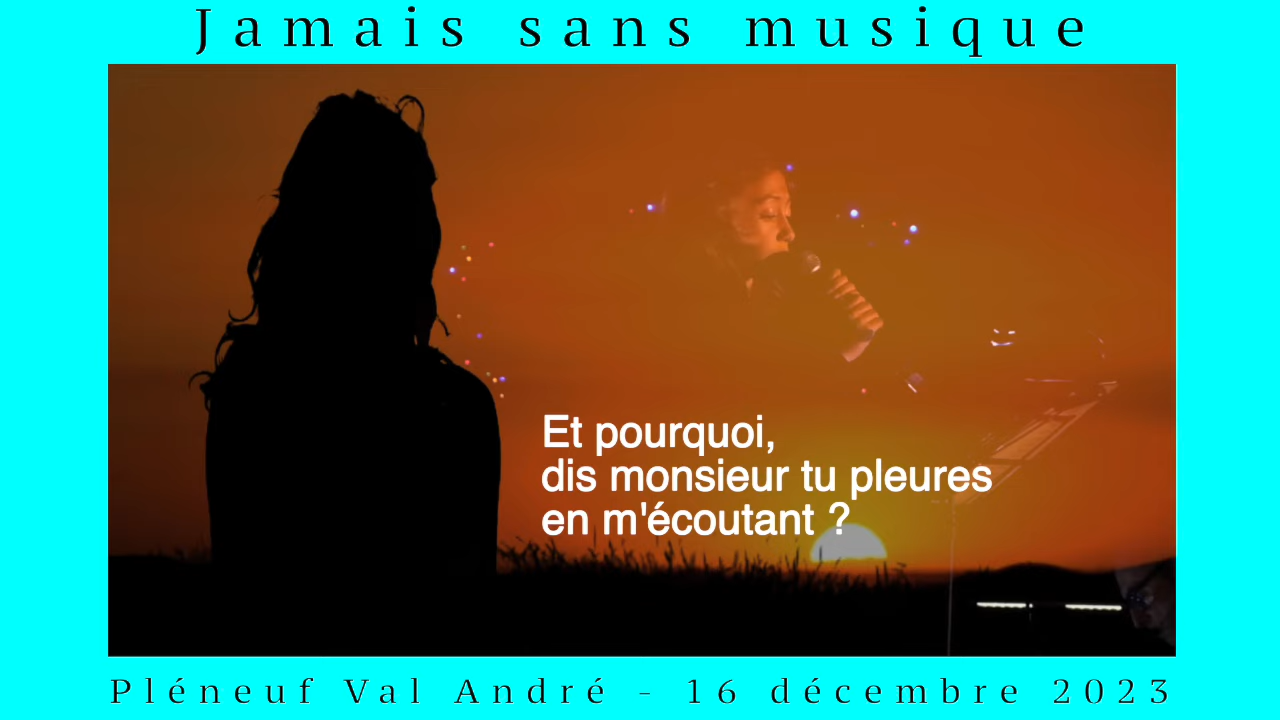 Jamais sans musique
Et pourquoi,
dis monsieur tu pleures
en m'écoutant ?
Pléneuf Val André - 16 décembre 2023